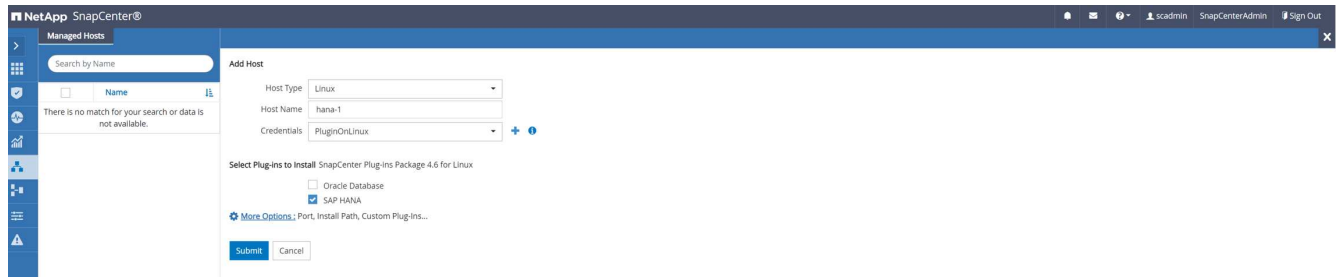 NetApp SnapCenter®
scadmin SnapCenterAdmin Sign Out
Managed Hosts
Search by Name
Name
There is no match for your search or data is
not available.
Add Host
Host Type Linux
Host Name hana-1
Credentials PluginOnLinux
Select Plug-ins to Install SnapCenter Plug-ins Package 4.6 for Linux
Oracle Database
SAP HANA
More Options : Port, Install Path, Custom Plug-Ins...
Submit Cancel